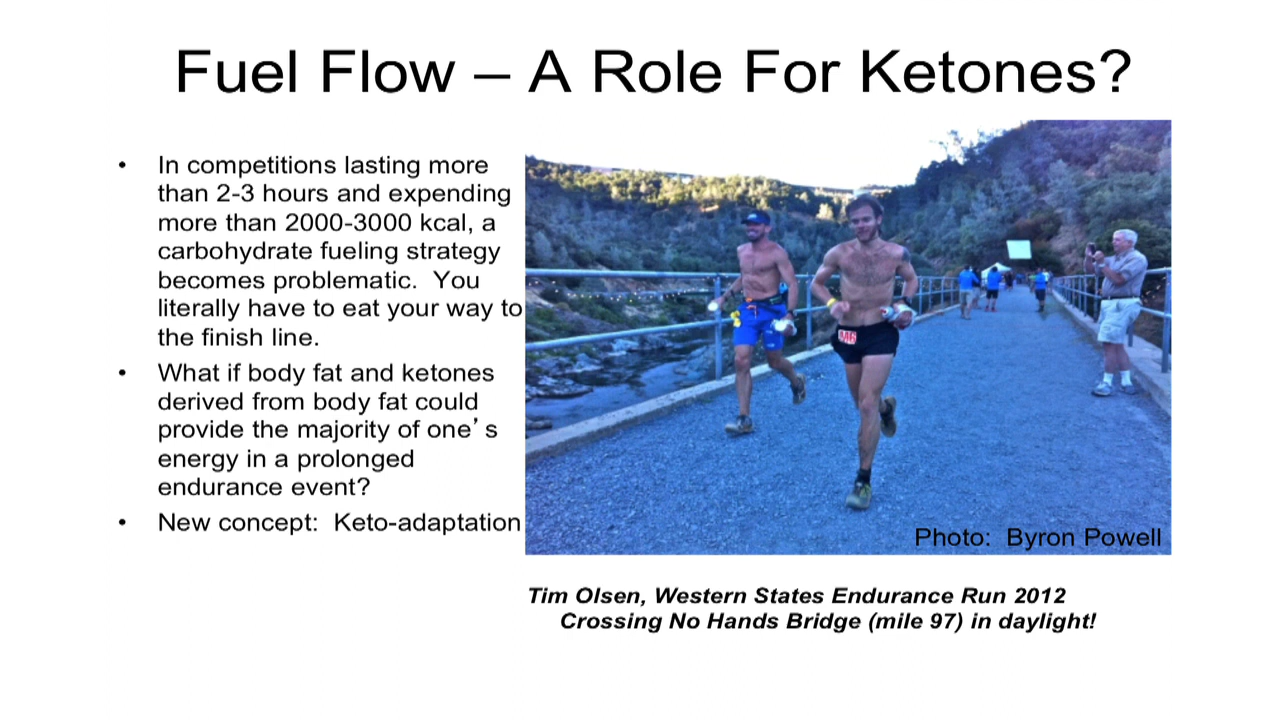 Fuel Flow – A Role For Ketones?
• In competitions lasting more
than 2-3 hours and expending
more than 2000-3000 kcal, a
carbohydrate fueling strategy
becomes problematic.  You
literally have to eat your way to
the finish line.
• What if body fat and ketones
derived from body fat could
provide the majority of one’s
energy in a prolonged
endurance event?
• New concept:  Keto-adaptation
M6
Photo:  Byron Powell
Tim Olsen, Western States Endurance Run 2012
Crossing No Hands Bridge (mile 97) in daylight!